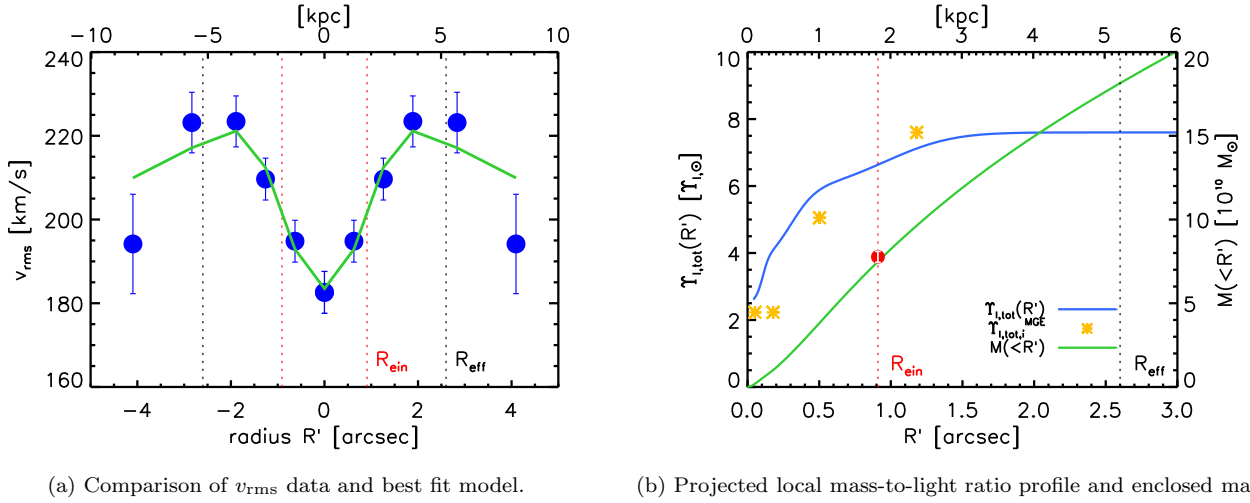 [kpc]
−10 −5 0 5 10
240
220
200
180
160
v_rms [km/s]
R_ein
R_eff
−4 −2 0 2 4
radius R' [arcsec]
(a) Comparison of v_rms data and best fit model.
[kpc]
0 1 2 3 4 5 6
10
8
6
4
2
0
ϒ_I,tot(R') [ϒ_I,⊙]
20
15
10
5
0
M(<R') [10^10 M_⊙]
ϒ_I,tot(R')
ϒ_I,tot,i^MGE
M(<R')
R_ein
R_eff
0.0 0.5 1.0 1.5 2.0 2.5 3.0
R' [arcsec]
(b) Projected local mass-to-light ratio profile and enclosed ma